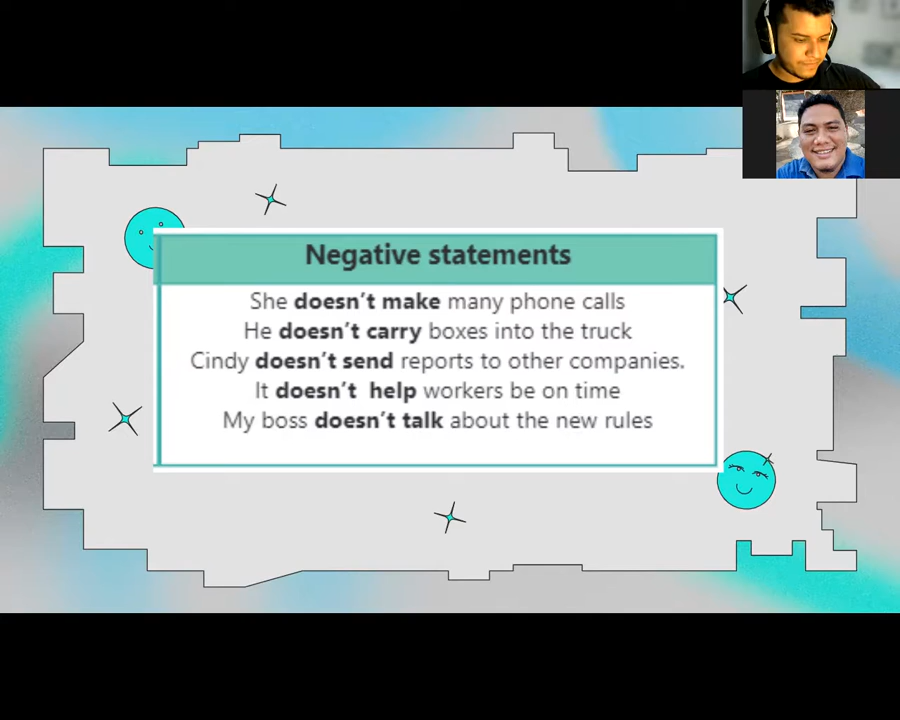 Negative statements
She doesn't make many phone calls
He doesn't carry boxes into the truck
Cindy doesn't send reports to other companies.
It doesn't  help workers be on time
My boss doesn't talk about the new rules